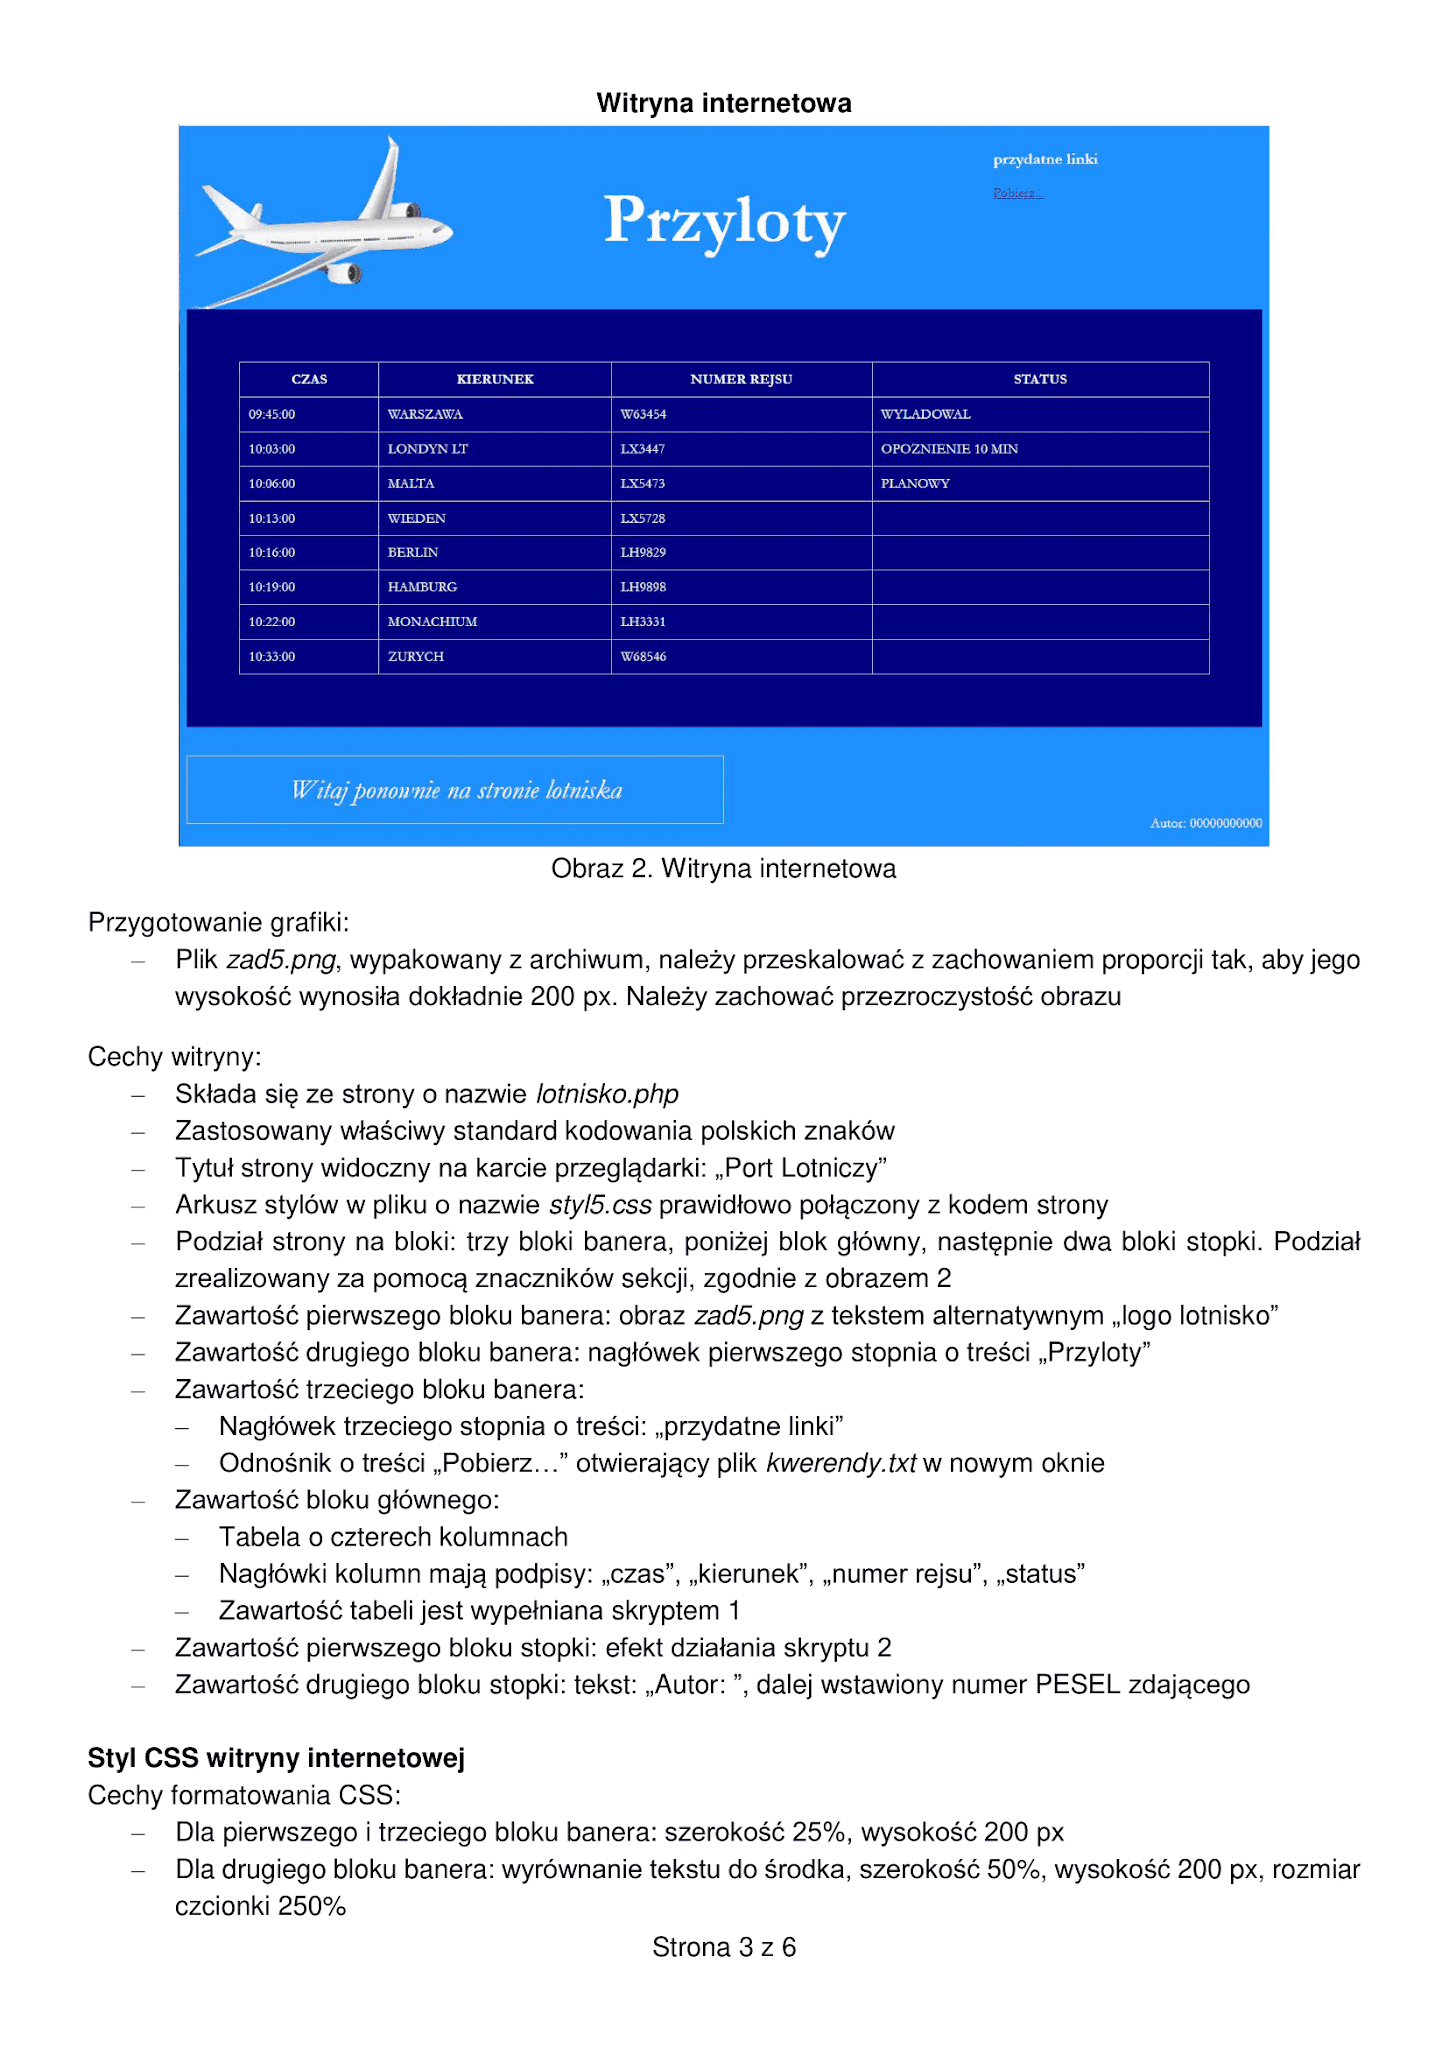 Witryna internetowa
Przyloty
przydatne linki
Pobierz...
CZAS KIERUNEK NUMER REJSU STATUS
09:45:00 WARSZAWA W63454 WYLADOWAL
10:03:00 LONDYN LT LX3447 OPOZNIENIE 10 MIN
10:06:00 MALTA LX5473 PLANOWY
10:13:00 WIEDEN LX5728
10:16:00 BERLIN LH9829
10:19:00 HAMBURG LH9898
10:22:00 MONACHIUM LH3331
10:33:00 ZURYCH W68546
Witaj ponownie na stronie lotniska
Autor: 00000000000
Obraz 2. Witryna internetowa
Przygotowanie grafiki:
– Plik zad5.png, wypakowany z archiwum, należy przeskalować z zachowaniem proporcji tak, aby jego
wysokość wynosiła dokładnie 200 px. Należy zachować przezroczystość obrazu
Cechy witryny:
– Składa się ze strony o nazwie lotnisko.php
– Zastosowany właściwy standard kodowania polskich znaków
– Tytuł strony widoczny na karcie przeglądarki: „Port Lotniczy”
– Arkusz stylów w pliku o nazwie styl5.css prawidłowo połączony z kodem strony
– Podział strony na bloki: trzy bloki banera, poniżej blok główny, następnie dwa bloki stopki. Podział
zrealizowany za pomocą znaczników sekcji, zgodnie z obrazem 2
– Zawartość pierwszego bloku banera: obraz zad5.png z tekstem alternatywnym „logo lotnisko”
– Zawartość drugiego bloku banera: nagłówek pierwszego stopnia o treści „Przyloty”
– Zawartość trzeciego bloku banera:
– Nagłówek trzeciego stopnia o treści: „przydatne linki”
– Odnośnik o treści „Pobierz…” otwierający plik kwerendy.txt w nowym oknie
– Zawartość bloku głównego:
– Tabela o czterech kolumnach
– Nagłówki kolumn mają podpisy: „czas”, „kierunek”, „numer rejsu”, „status”
– Zawartość tabeli jest wypełniana skryptem 1
– Zawartość pierwszego bloku stopki: efekt działania skryptu 2
– Zawartość drugiego bloku stopki: tekst: „Autor: ”, dalej wstawiony numer PESEL zdającego
Styl CSS witryny internetowej
Cechy formatowania CSS:
– Dla pierwszego i trzeciego bloku banera: szerokość 25%, wysokość 200 px
– Dla drugiego bloku banera: wyrównanie tekstu do środka, szerokość 50%, wysokość 200 px, rozmiar
czcionki 250%
Strona 3 z 6